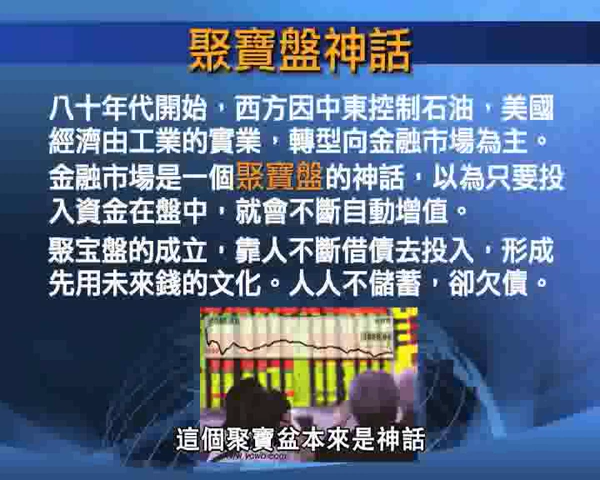 聚寶盤神話
八十年代開始，西方因中東控制石油，美國
經濟由工業的實業，轉型向金融市場為主。
金融市場是一個聚寶盤的神話，以為只要投
入資金在盤中，就會不斷自動增值。
聚宝盤的成立，靠人不斷借債去投入，形成
先用未來錢的文化。人人不儲蓄，卻欠債。
這個聚寶盆本來是神話